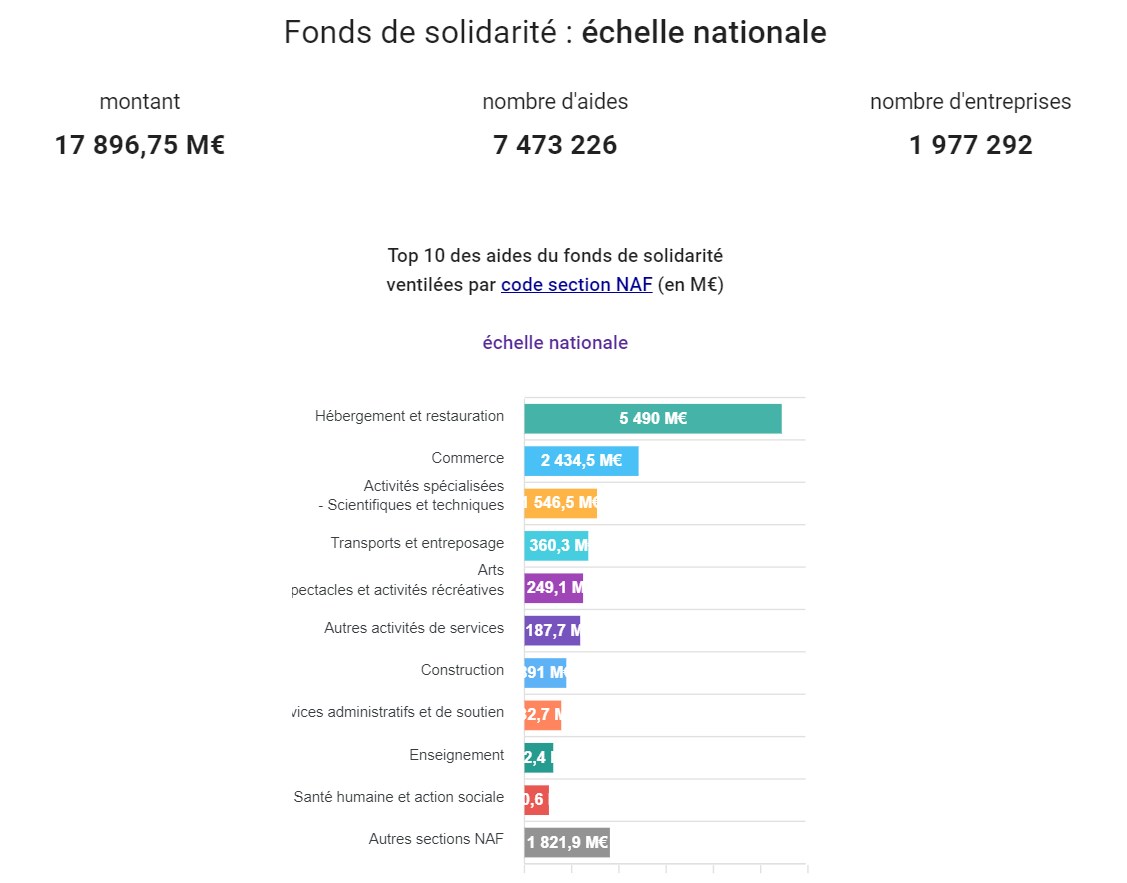 Fonds de solidarité : échelle nationale
montant
17 896,75 M€
nombre d'aides
7 473 226
nombre d'entreprises
1 977 292
Top 10 des aides du fonds de solidarité
ventilées par code section NAF (en M€)
échelle nationale
Hébergement et restauration 5 490 M€
Commerce 2 434,5 M€
Activités spécialisées
- Scientifiques et techniques 1 546,5 M€
Transports et entreposage 360,3 M
Arts
pectacles et activités récréatives 249,1 M
Autres activités de services 187,7 M
Construction 91 M€
vices administratifs et de soutien 2,7 M
Enseignement 2,4
Santé humaine et action sociale 0,6
Autres sections NAF 1 821,9 M€